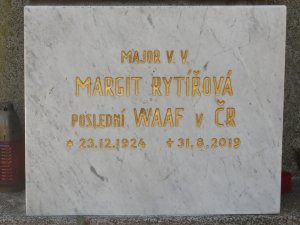 MAJOR V. V.
MARGIT RYTÍŘOVÁ
POSLEDNÍ WAAF V ČR
* 23.12.1924 ✝ 31.8.2019